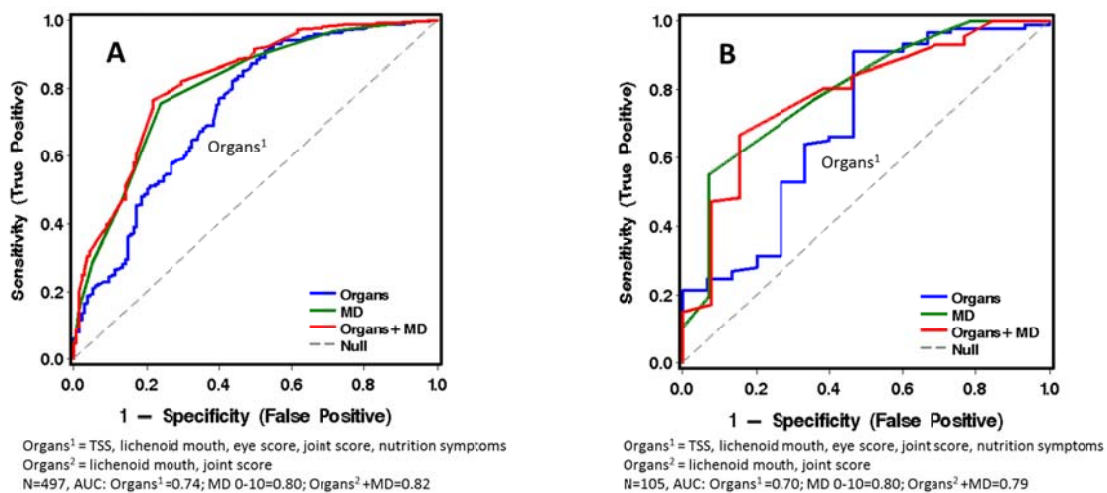 A
1.0
0.8
0.6
0.4
0.2
0.0
Sensitivity (True Positive)
Organs¹
Organs
MD
Organs + MD
Null
0.0 0.2 0.4 0.6 0.8 1.0
1 — Specificity (False Positive)
Organs¹ = TSS, lichenoid mouth, eye score, joint score, nutrition symptoms
Organs² = lichenoid mouth, joint score
N=497, AUC: Organs¹ =0.74; MD 0-10=0.80; Organs² +MD=0.82
B
1.0
0.8
0.6
0.4
0.2
0.0
Sensitivity (True Positive)
Organs¹
Organs
MD
Organs + MD
Null
0.0 0.2 0.4 0.6 0.8 1.0
1 — Specificity (False Positive)
Organs¹ = TSS, lichenoid mouth, eye score, joint score, nutrition symptoms
Organs² = lichenoid mouth, joint score
N=105, AUC: Organs¹ =0.70; MD 0-10=0.80; Organs² +MD=0.79